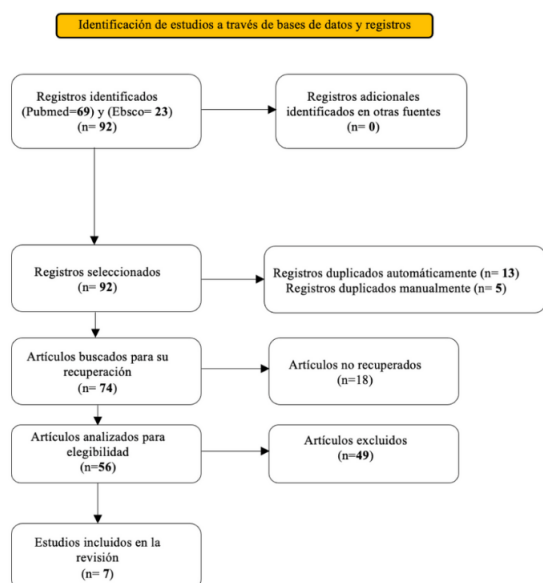 Identificación de estudios a través de bases de datos y registros
Registros identificados
(Pubmed=69) y (Ebsco= 23)
(n= 92)
Registros adicionales
identificados en otras fuentes
(n= 0)
Registros seleccionados
(n= 92)
Registros duplicados automáticamente (n= 13)
Registros duplicados manualmente (n= 5)
Artículos buscados para su
recuperación
(n= 74)
Artículos no recuperados
(n=18)
Artículos analizados para
elegibilidad
(n=56)
Artículos excluidos
(n=49)
Estudios incluidos en la
revisión
(n= 7)